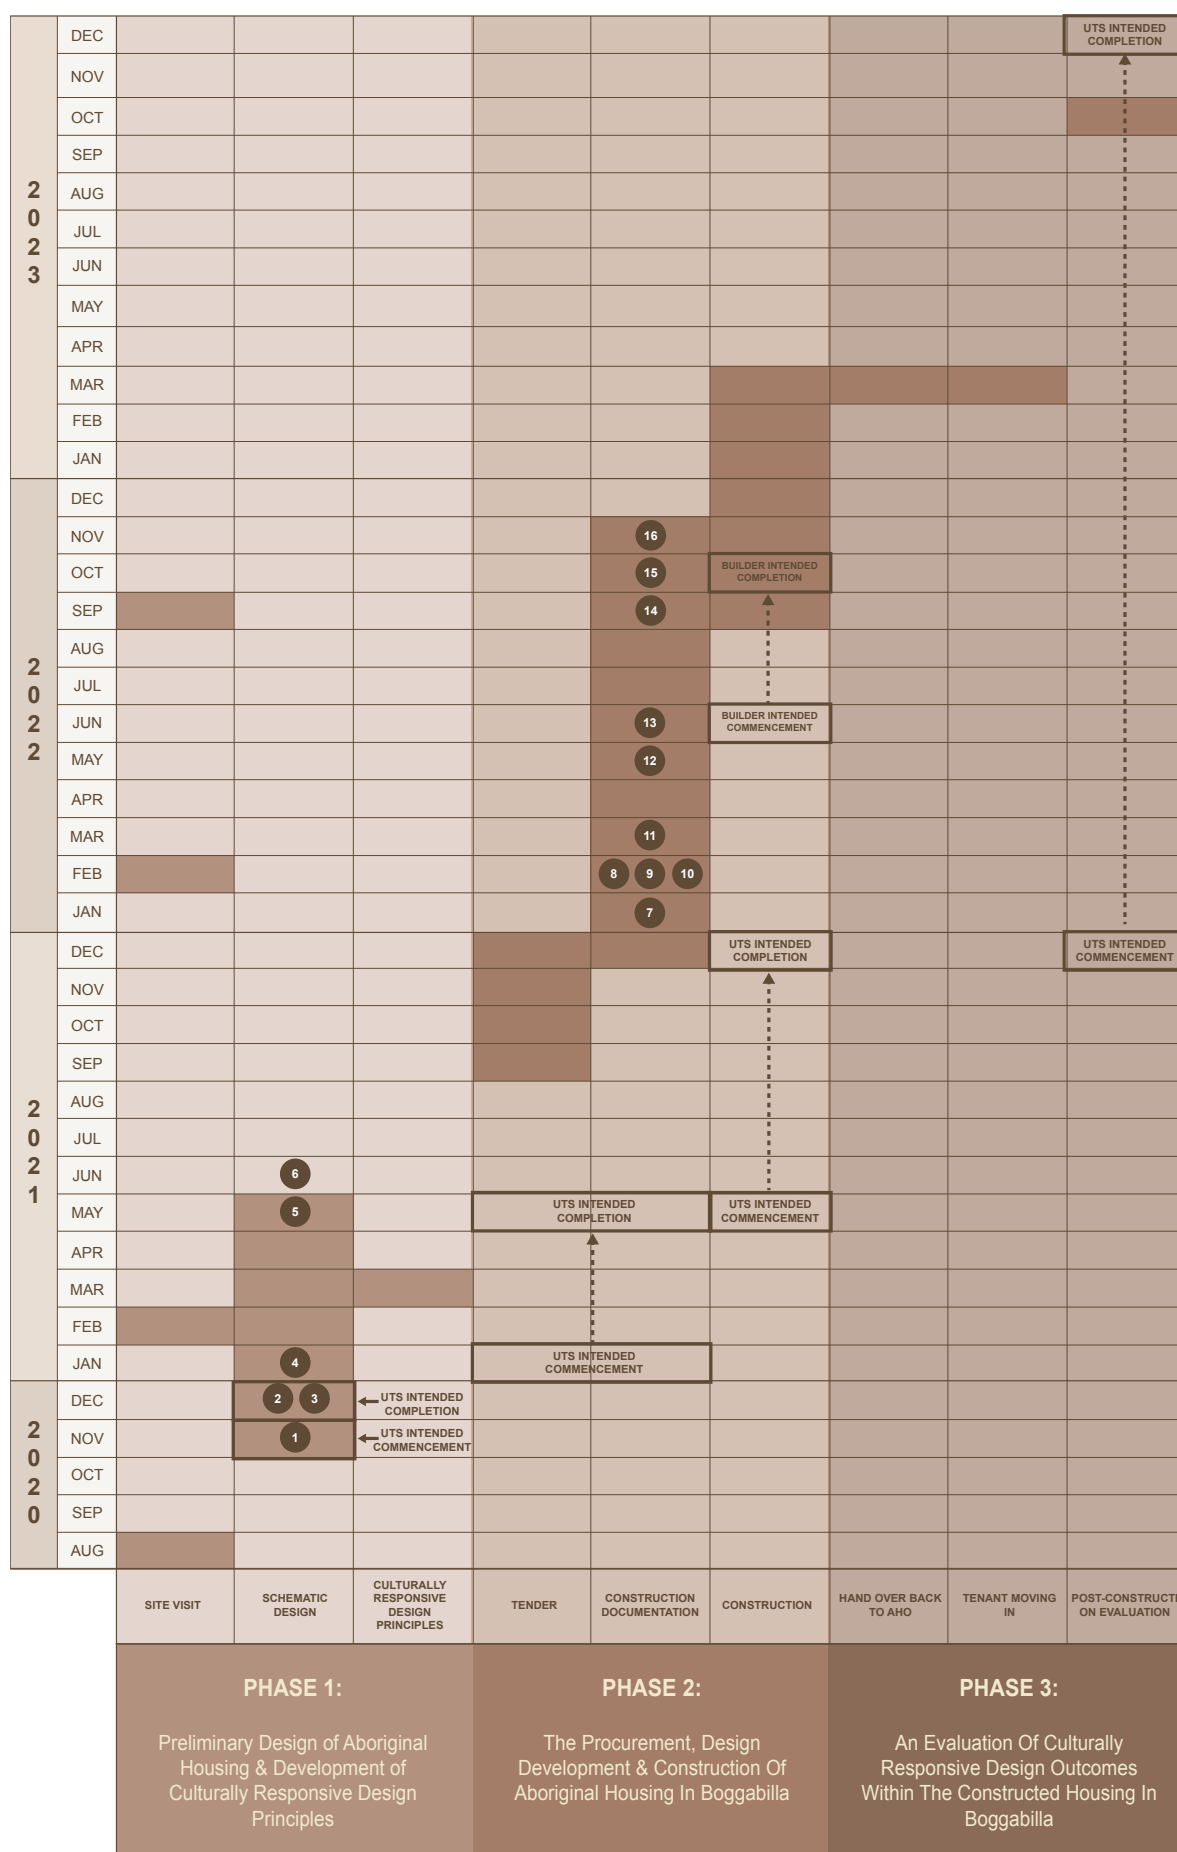 DEC
UTS INTENDED
COMPLETION
NOV
OCT
SEP
AUG
JUL
JUN
MAY
APR
MAR
FEB
JAN
2
0
2
3
DEC
NOV
16
OCT
15
BUILDER INTENDED
COMPLETION
SEP
14
AUG
JUL
JUN
13
BUILDER INTENDED
COMMENCEMENT
MAY
12
APR
MAR
11
FEB
8 9 10
JAN
7
2
0
2
2
DEC
UTS INTENDED
COMPLETION
UTS INTENDED
COMMENCEMENT
NOV
OCT
SEP
AUG
JUL
JUN
6
MAY
5
UTS INTENDED
COMPLETION
UTS INTENDED
COMMENCEMENT
APR
MAR
FEB
JAN
4
UTS INTENDED
COMMENCEMENT
2
0
2
1
DEC
2 3
UTS INTENDED
COMPLETION
NOV
1
UTS INTENDED
COMMENCEMENT
OCT
SEP
AUG
2
0
2
0
SITE VISIT
SCHEMATIC
DESIGN
CULTURALLY
RESPONSIVE
DESIGN
PRINCIPLES
TENDER
CONSTRUCTION
DOCUMENTATION
CONSTRUCTION
HAND OVER BACK
TO AHO
TENANT MOVING
IN
POST-CONSTRUCTI
ON EVALUATION
PHASE 1:
Preliminary Design of Aboriginal
Housing & Development of
Culturally Responsive Design
Principles
PHASE 2:
The Procurement, Design
Development & Construction Of
Aboriginal Housing In Boggabilla
PHASE 3:
An Evaluation Of Culturally
Responsive Design Outcomes
Within The Constructed Housing In
Boggabilla